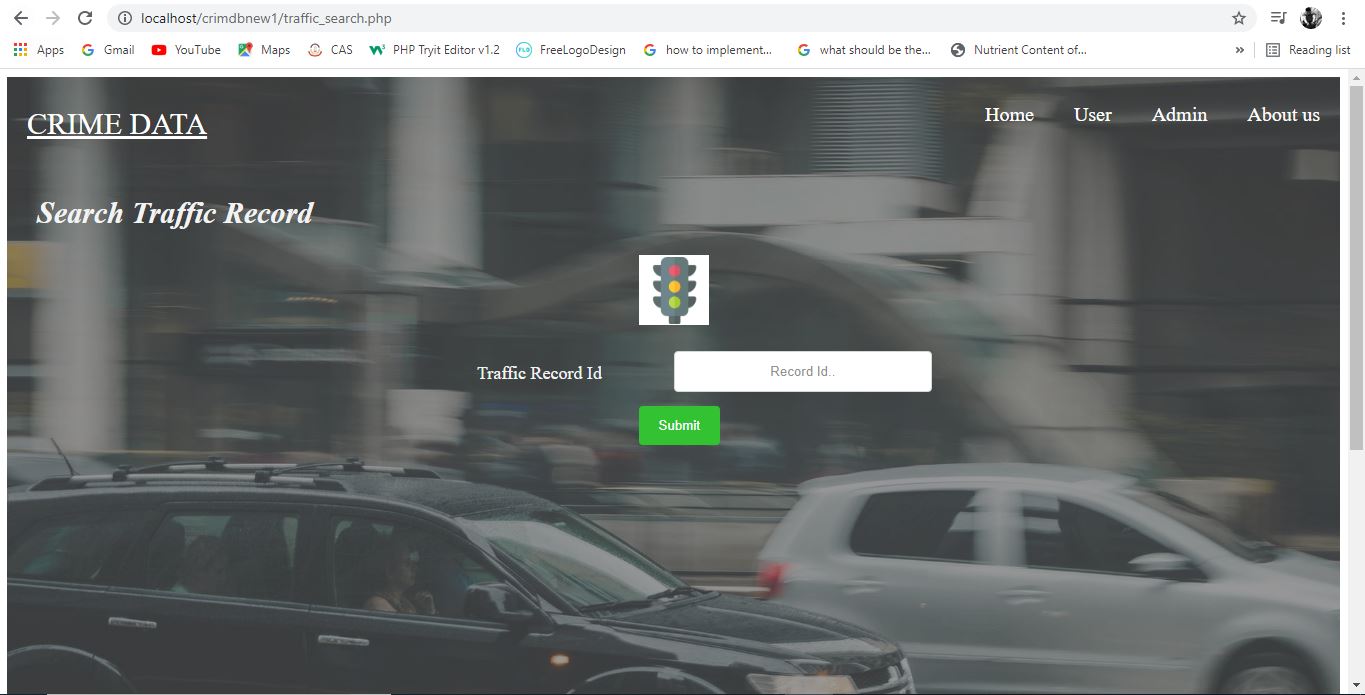 localhost/crimdbnew1/traffic_search.php
Apps Gmail YouTube Maps CAS PHP Tryit Editor v1.2 FreeLogoDesign how to implement... what should be the... Nutrient Content of... » Reading list
CRIME DATA Home User Admin About us
Search Traffic Record
Traffic Record Id Record Id..
Submit